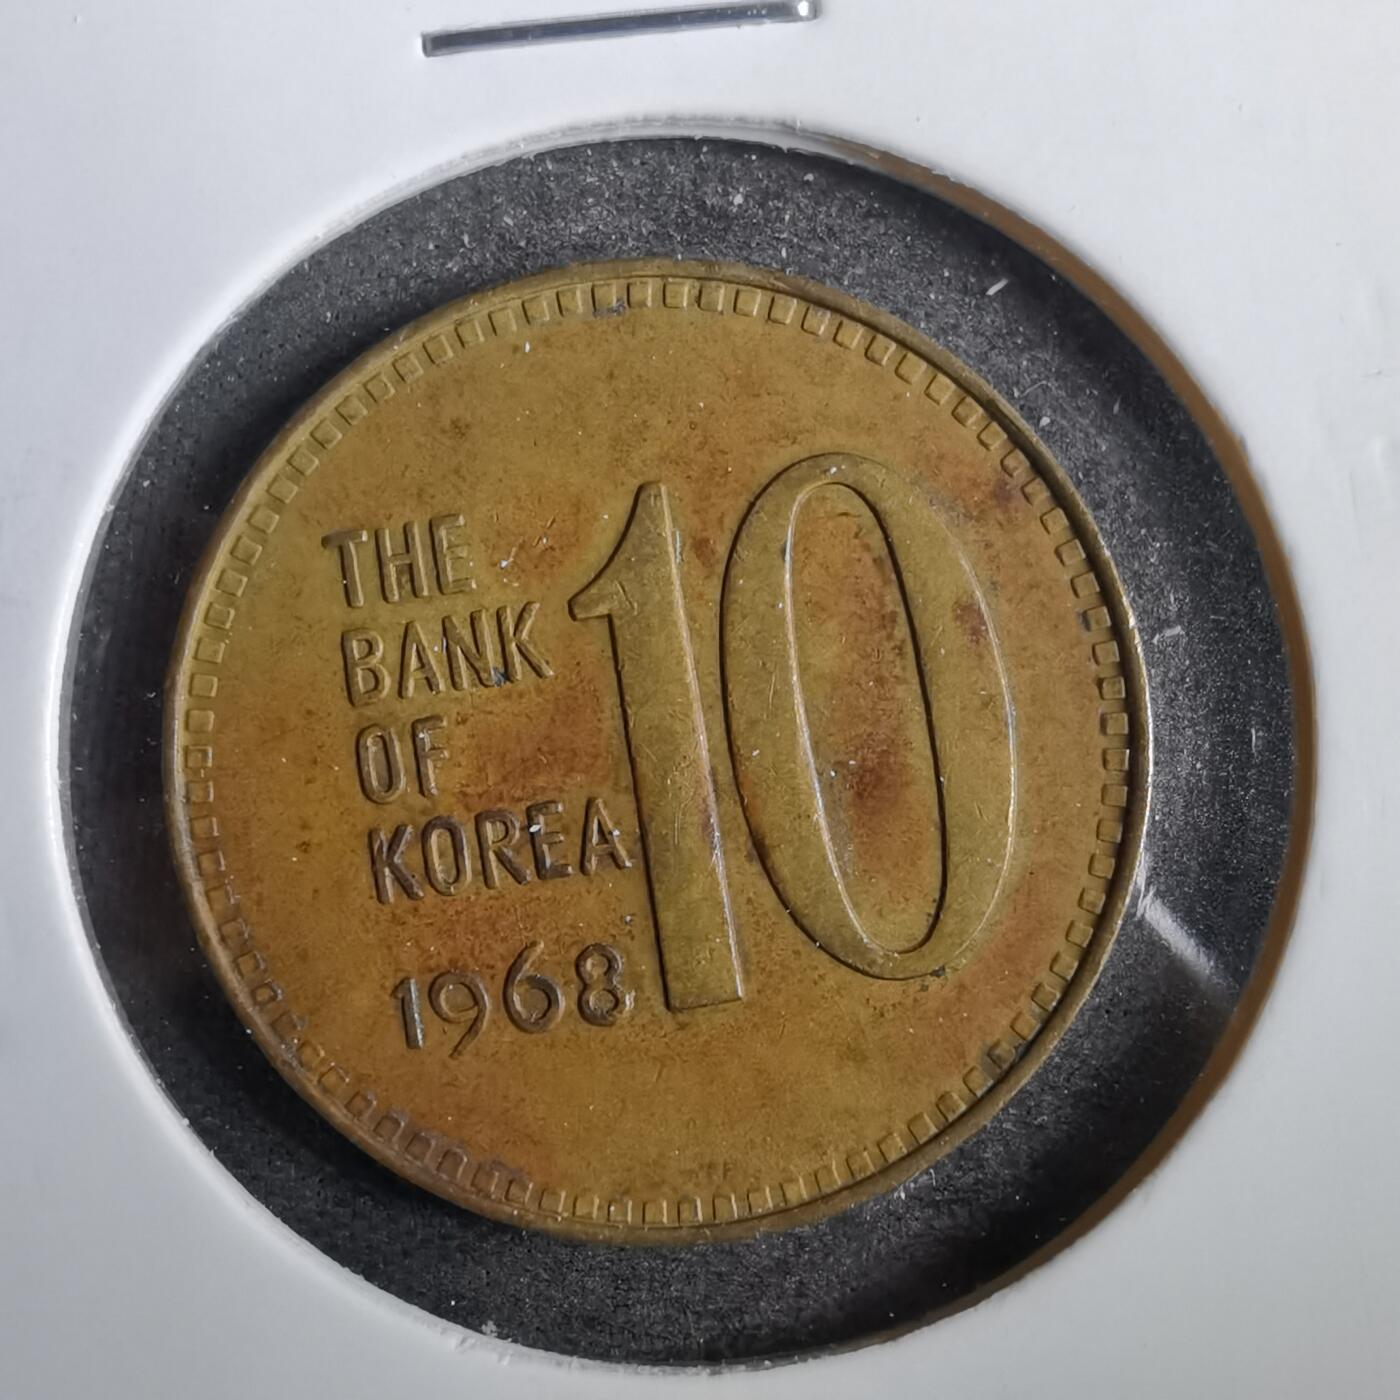 THE
BANK
OF
KOREA
1968
10